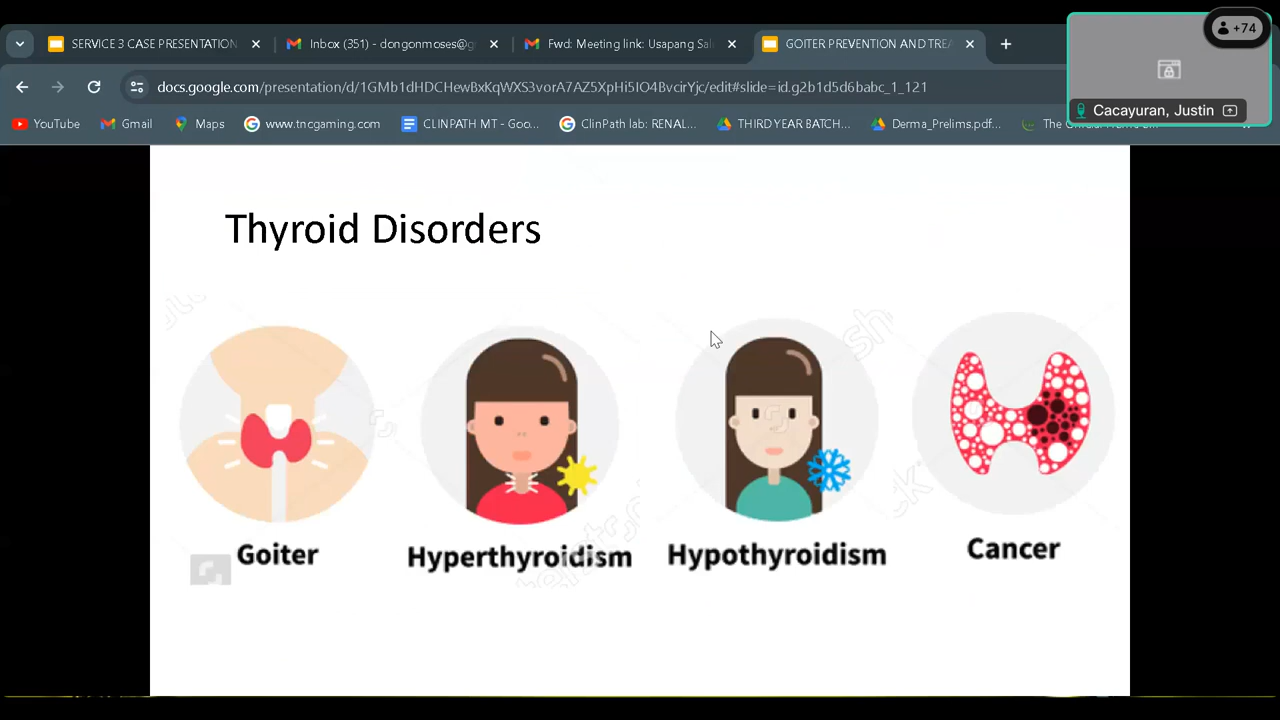 SERVICE 3 CASE PRESENTATION
Inbox (351) - dongonmoses@g
Fwd: Meeting link: Usapang Sal
GOITER PREVENTION AND TREA
+74
docs.google.com/presentation/d/1GMb1dHDCHewBxKqWXS3vorA7AZ5XpHi5IO4BvcirYjc/edit#slide=id.g2b1d5d6babc_1_121
Cacayuran, Justin
YouTube
Gmail
Maps
www.tncgaming.com
CLINPATH MT - Goo...
ClinPath lab: RENAL...
THIRD YEAR BATCH...
Derma_Prelims.pdf...
Thyroid Disorders
Goiter
Hyperthyroidism
Hypothyroidism
Cancer